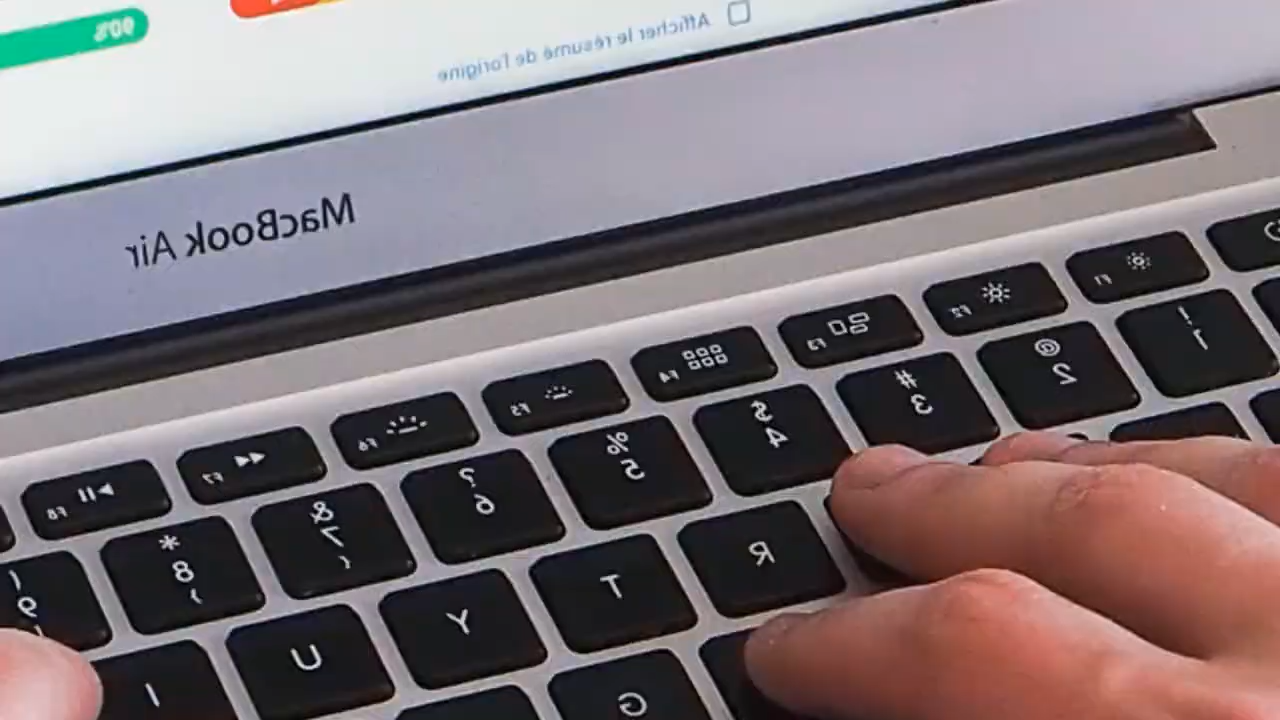 90%
Afficher le résumé de l'origine
MacBook Air
F1
F2
F3
F4
F5
F6
F7
F8
!
1
@
2
#
3
$
4
%
5
?
6
&
7
*
8
(
9
R
T
Y
U
I
G